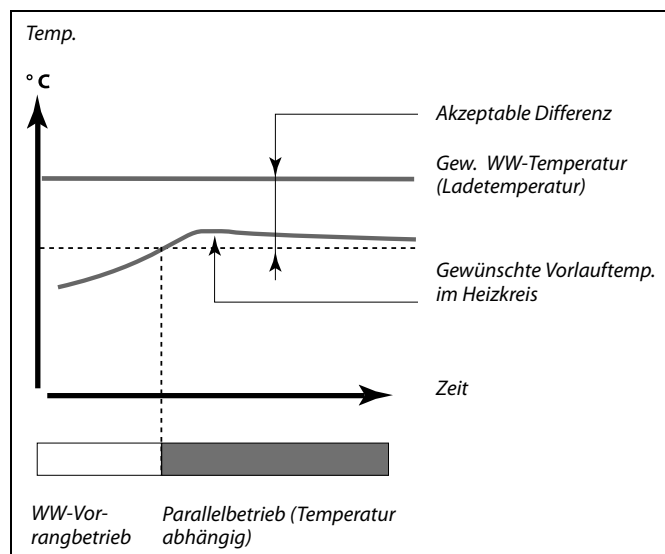 Temp.
° C
Akzeptable Differenz
Gew. WW-Temperatur
(Ladetemperatur)
Gewünschte Vorlauftemp.
im Heizkreis
Zeit
WW-Vor-
rangbetrieb
Parallelbetrieb (Temperatur
abhängig)